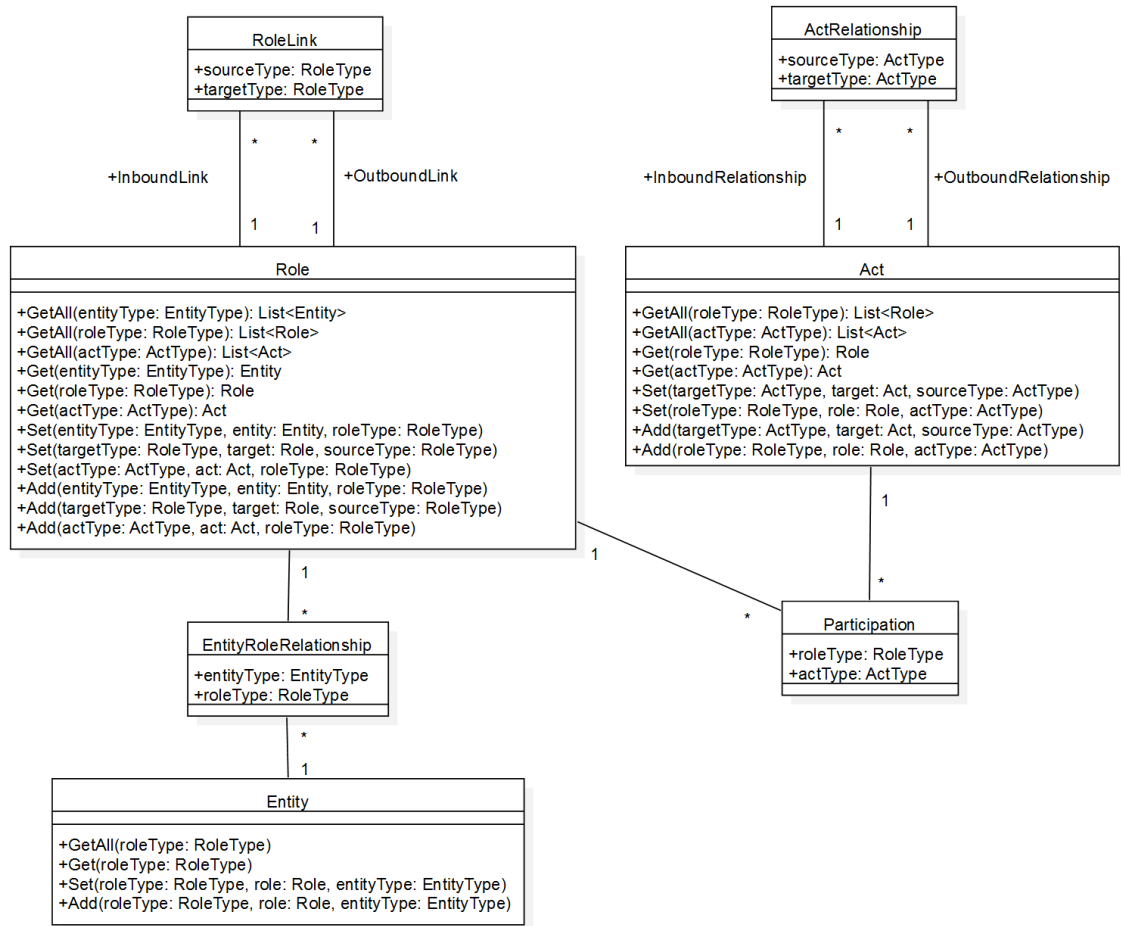 RoleLink
+sourceType: RoleType
+targetType: RoleType
ActRelationship
+sourceType: ActType
+targetType: ActType
*
*
+InboundLink
+OutboundLink
1
1
*
*
+InboundRelationship
+OutboundRelationship
1
1
Role
+GetAll(entityType: EntityType): List<Entity>
+GetAll(roleType: RoleType): List<Role>
+GetAll(actType: ActType): List<Act>
+Get(entityType: EntityType): Entity
+Get(roleType: RoleType): Role
+Get(actType: ActType): Act
+Set(entityType: EntityType, entity: Entity, roleType: RoleType)
+Set(targetType: RoleType, target: Role, sourceType: RoleType)
+Set(actType: ActType, act: Act, roleType: RoleType)
+Add(entityType: EntityType, entity: Entity, roleType: RoleType)
+Add(targetType: RoleType, target: Role, sourceType: RoleType)
+Add(actType: ActType, act: Act, roleType: RoleType)
Act
+GetAll(roleType: RoleType): List<Role>
+GetAll(actType: ActType): List<Act>
+Get(roleType: RoleType): Role
+Get(actType: ActType): Act
+Set(targetType: ActType, target: Act, sourceType: ActType)
+Set(roleType: RoleType, role: Role, actType: ActType)
+Add(targetType: ActType, target: Act, sourceType: ActType)
+Add(roleType: RoleType, role: Role, actType: ActType)
1
*
1
*
1
*
EntityRoleRelationship
+entityType: EntityType
+roleType: RoleType
Participation
+roleType: RoleType
+actType: ActType
*
1
Entity
+GetAll(roleType: RoleType)
+Get(roleType: RoleType)
+Set(roleType: RoleType, role: Role, entityType: EntityType)
+Add(roleType: RoleType, role: Role, entityType: EntityType)